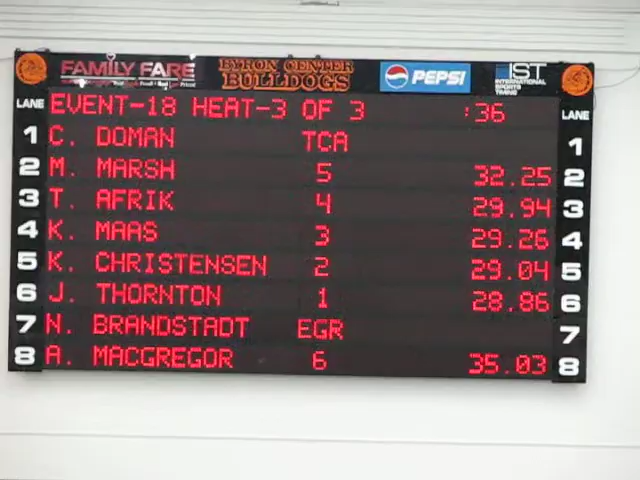 FAMILY FARE
BYRON CENTER
BULLDOGS
PEPSI
IST
INTERNATIONAL
SPORTS
TIMING
LANE EVENT-18 HEAT-3 OF 3 :36 LANE
1 C. DOMAN TCA 1
2 M. MARSH 5 32.25 2
3 T. AFRIK 4 29.94 3
4 K. MAAS 3 29.26 4
5 K. CHRISTENSEN 2 29.04 5
6 J. THORNTON 1 28.86 6
7 N. BRANDSTADT EGR 7
8 A. MACGREGOR 6 35.03 8